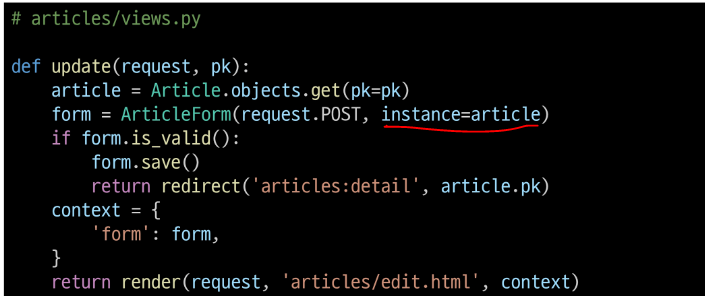 # articles/views.py
def update(request, pk):
    article = Article.objects.get(pk=pk)
    form = ArticleForm(request.POST, instance=article)
    if form.is_valid():
        form.save()
        return redirect('articles:detail', article.pk)
    context = {
        'form': form,
    }
    return render(request, 'articles/edit.html', context)